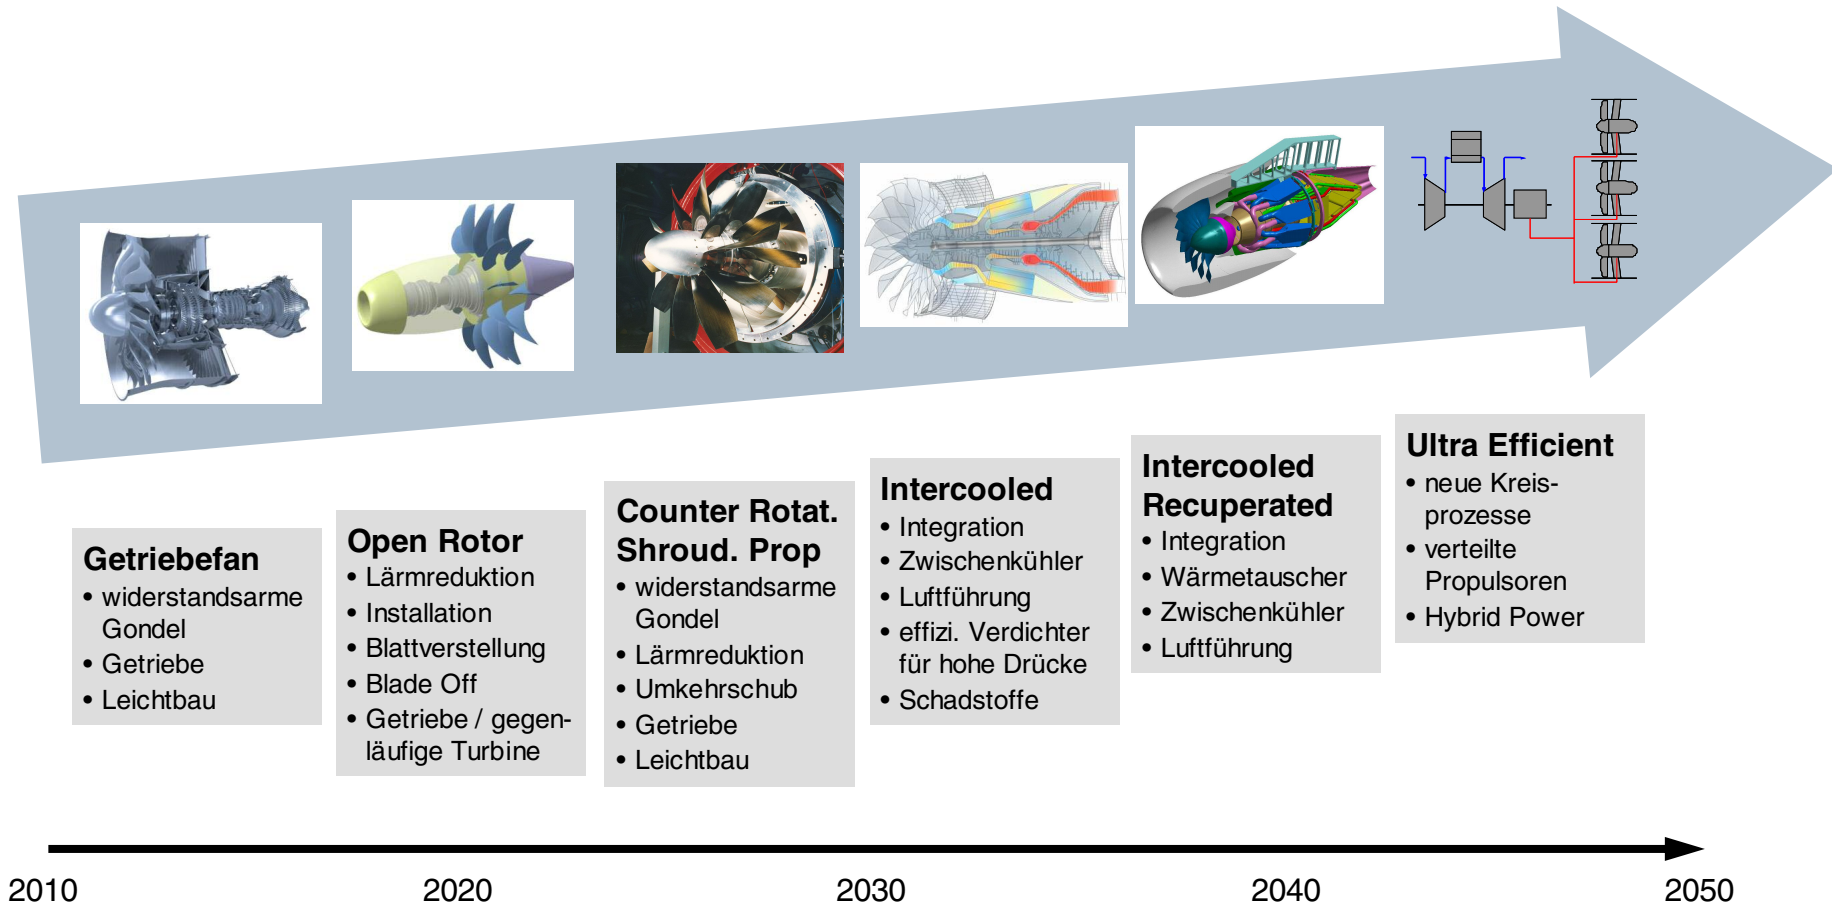 Getriebefan
• widerstandsarme
Gondel
• Getriebe
• Leichtbau
Open Rotor
• Lärmreduktion
• Installation
• Blattverstellung
• Blade Off
• Getriebe / gegen-
läufige Turbine
Counter Rotat.
Shroud. Prop
• widerstandsarme
Gondel
• Lärmreduktion
• Umkehrschub
• Getriebe
• Leichtbau
Intercooled
• Integration
• Zwischenkühler
• Luftführung
• effizi. Verdichter
für hohe Drücke
• Schadstoffe
Intercooled
Recuperated
• Integration
• Wärmetauscher
• Zwischenkühler
• Luftführung
Ultra Efficient
• neue Kreis-
prozesse
• verteilte
Propulsoren
• Hybrid Power
2010 2020 2030 2040 2050